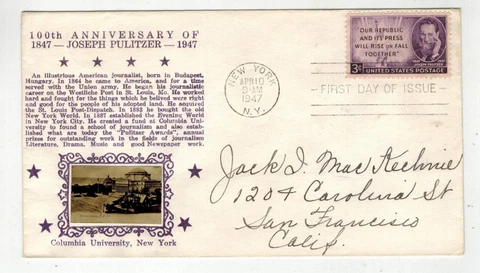 100th ANNIVERSARY OF
1847 — JOSEPH PULITZER — 1947
An Illustrious American journalist, born in Budapest,
Hungary. In 1864 he came to America, and for a time
served with the Union army. He began his journalistic
career on the Westliche Post in St. Louis, Mo. He worked
hard and fought for the things which he belived were right
and good for the people of his adopted land. He acquired
the St. Louis Post-Dispatch. In 1883 he bought the old
New York World. In 1887 established the Evening World
in New York City. He created a fund at Columbia Uni-
versity to found a school of journalism and also estab-
lished what are today the "Pulitzer Awards", annual
prizes for outstanding work in the fields of journalism
Literature, Drama, Music and good Newspaper work.
Columbia University, New York
NEW YORK
APR 10
9-AM
1947
N.Y.
"OUR REPUBLIC
AND ITS PRESS
WILL RISE OR FALL
TOGETHER"
JOSEPH PULITZER
3¢ UNITED STATES POSTAGE
FIRST DAY OF ISSUE
Jack I. MacKechnie
1204 Carolina St
San Francisco
Calif.